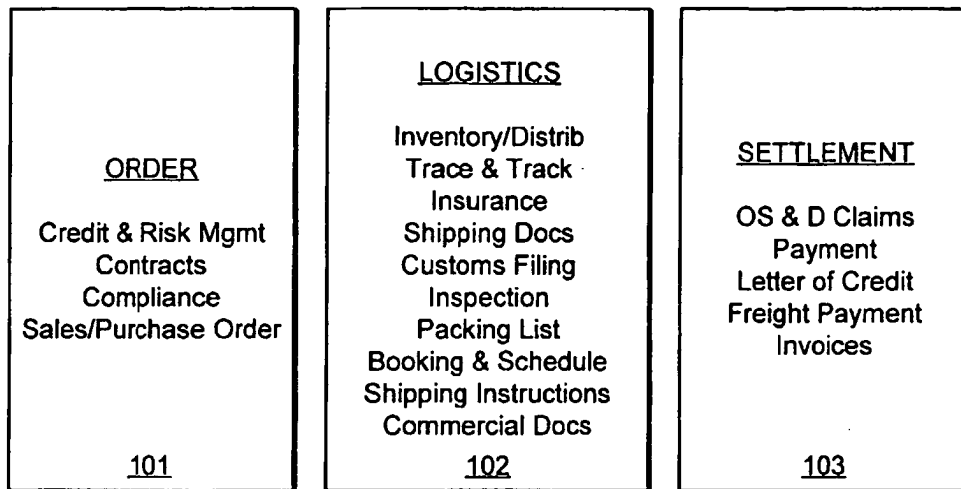 ORDER
Credit & Risk Mgmt
Contracts
Compliance
Sales/Purchase Order
101
LOGISTICS
Inventory/Distrib
Trace & Track
Insurance
Shipping Docs
Customs Filing
Inspection
Packing List
Booking & Schedule
Shipping Instructions
Commercial Docs
102
SETTLEMENT
OS & D Claims
Payment
Letter of Credit
Freight Payment
Invoices
103